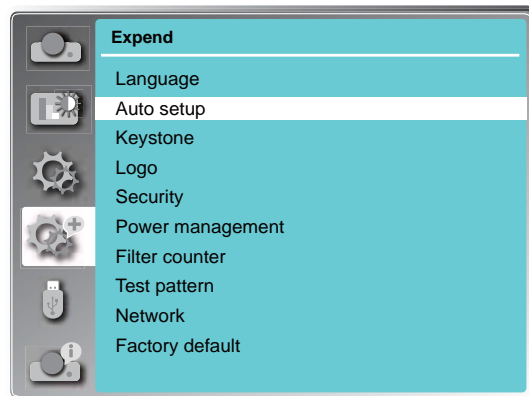 Expend
Language
Auto setup
Keystone
Logo
Security
Power management
Filter counter
Test pattern
Network
Factory default